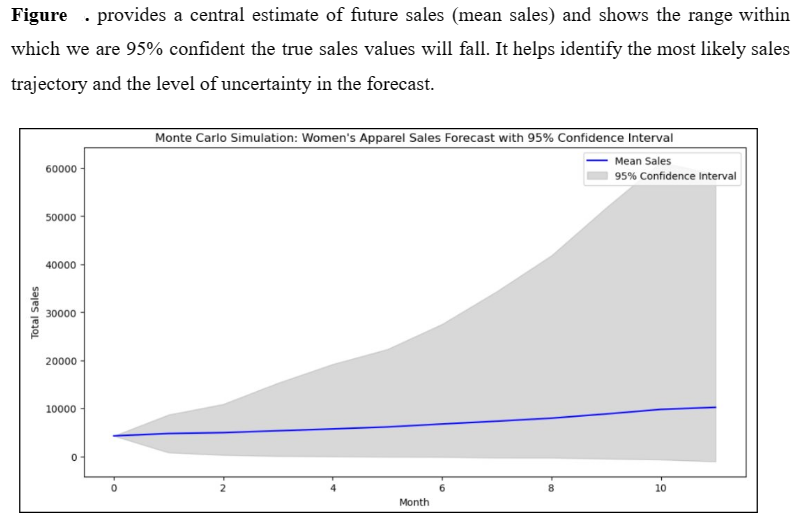 Figure . provides a central estimate of future sales (mean sales) and shows the range within
which we are 95% confident the true sales values will fall. It helps identify the most likely sales
trajectory and the level of uncertainty in the forecast.
Monte Carlo Simulation: Women's Apparel Sales Forecast with 95% Confidence Interval
Mean Sales
95% Confidence Interval
60000
50000
40000
30000
20000
10000
0
Total Sales
0 2 4 6 8 10
Month